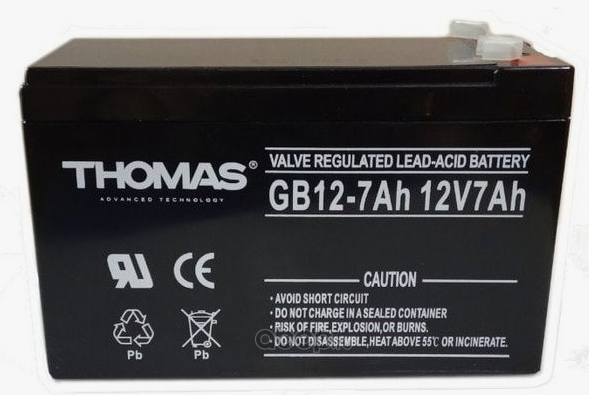 THOMAS®
ADVANCED TECHNOLOGY
VALVE REGULATED LEAD-ACID BATTERY
GB12-7Ah 12V7Ah
CE
Pb
Pb
CAUTION
· AVOID SHORT CIRCUIT
· DO NOT CHARGE IN A SEALED CONTAINER
· RISK OF FIRE,EXPLOSION,OR BURNS.
DO NOT DISASSEMBLE,HEAT ABOVE 55℃ OR INCINERATE.